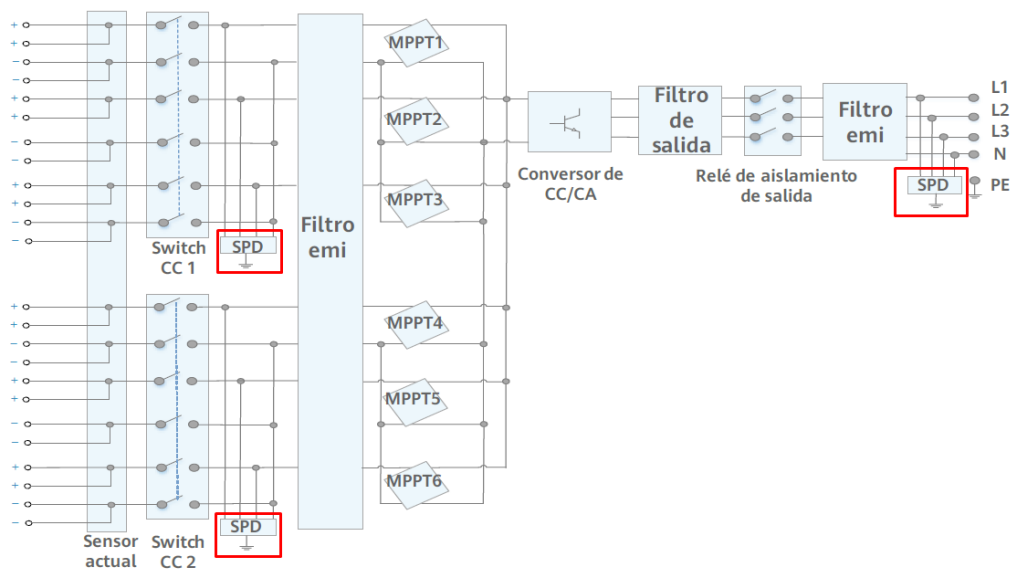 +
+
−
−
+
+
−
−
+
+
−
−
Switch
CC 1
SPD
+
+
−
−
+
+
−
−
+
+
−
−
Sensor
actual
Switch
CC 2
SPD
Filtro
emi
MPPT1
MPPT2
MPPT3
MPPT4
MPPT5
MPPT6
Conversor de
CC/CA
Filtro
de
salida
Relé de aislamiento
de salida
Filtro
emi
L1
L2
L3
N
SPD
PE